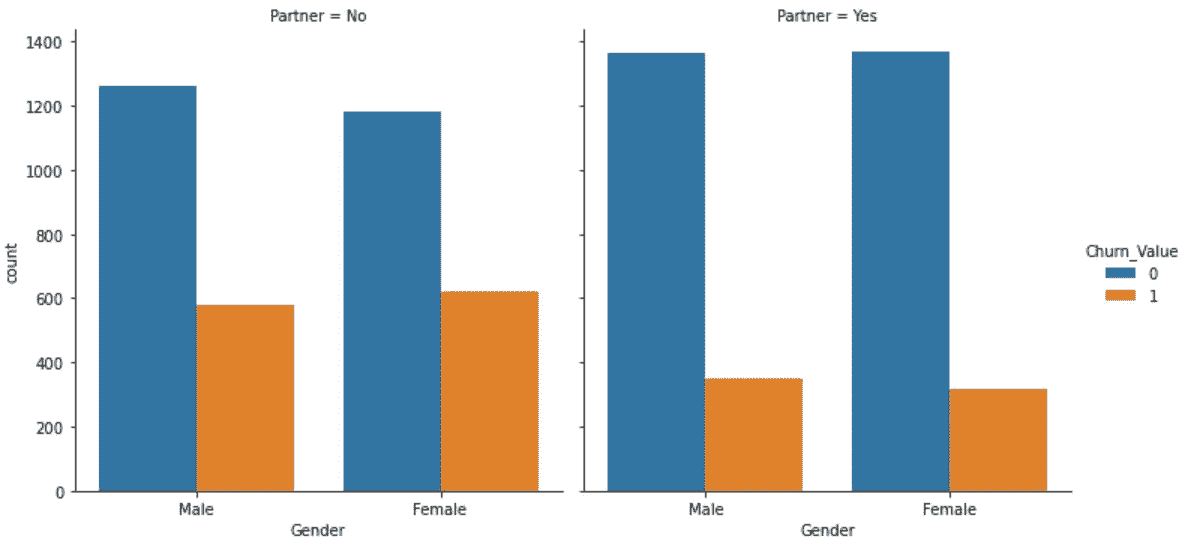 Partner = No
Partner = Yes
1400
1200
1000
800
600
400
200
0
count
Male
Female
Gender
Male
Female
Gender
Churn_Value
0
1